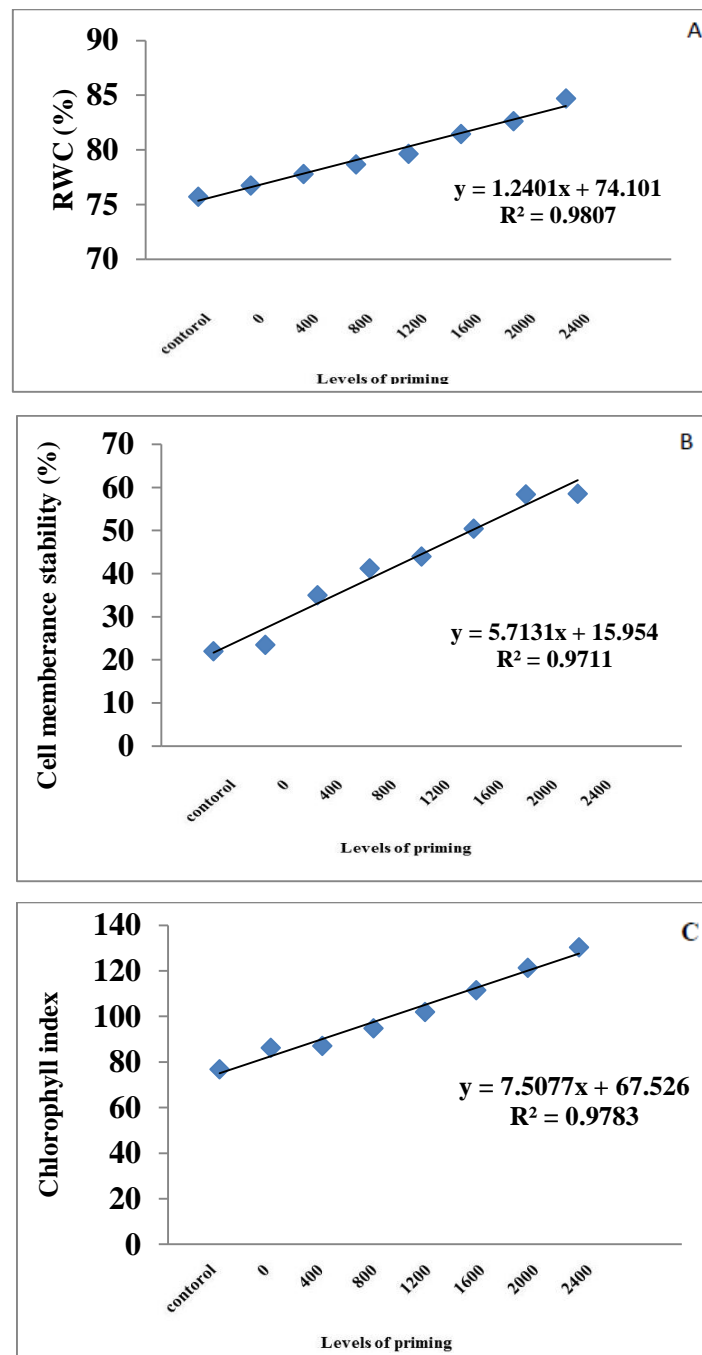 A
90
85
80
75
70
RWC (%)
y = 1.2401x + 74.101
R² = 0.9807
contorol 0 400 800 1200 1600 2000 2400
Levels of priming
B
70
60
50
40
30
20
10
0
Cell memberance stability (%)
y = 5.7131x + 15.954
R² = 0.9711
contorol 0 400 800 1200 1600 2000 2400
Levels of priming
C
140
120
100
80
60
40
20
0
Chlorophyll index
y = 7.5077x + 67.526
R² = 0.9783
contorol 0 400 800 1200 1600 2000 2400
Levels of priming